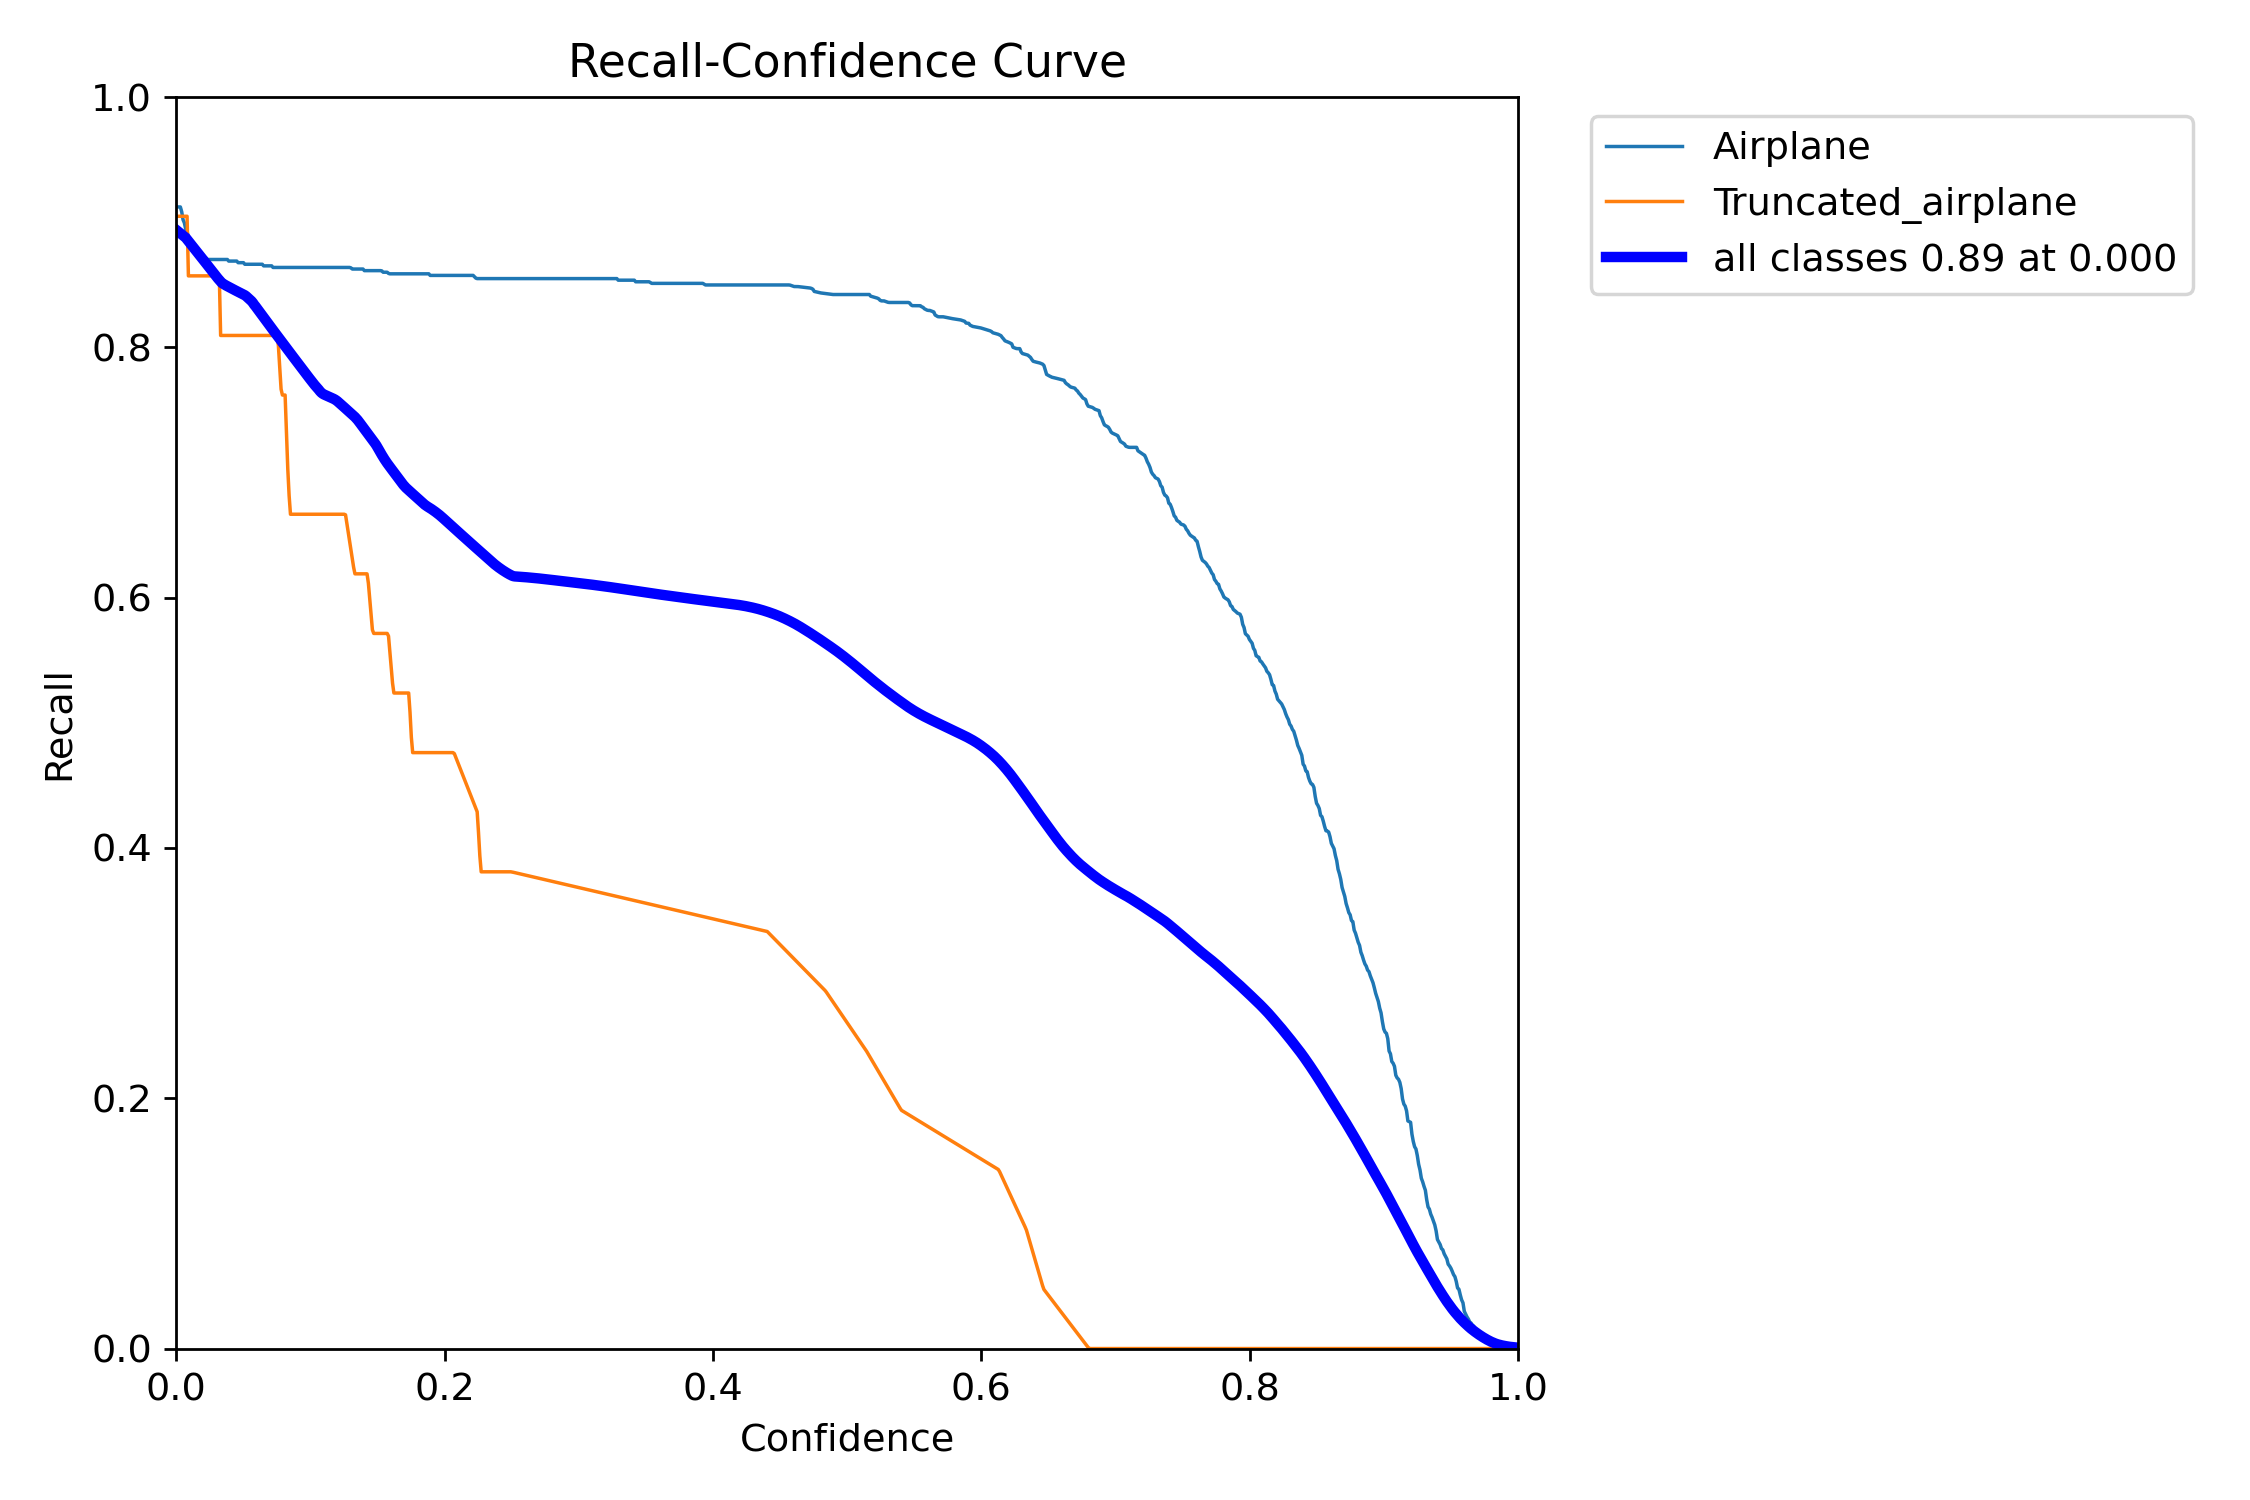 Recall-Confidence Curve
1.0
0.8
0.6
0.4
0.2
0.0
Recall
0.0 0.2 0.4 0.6 0.8 1.0
Confidence
Airplane
Truncated_airplane
all classes 0.89 at 0.000